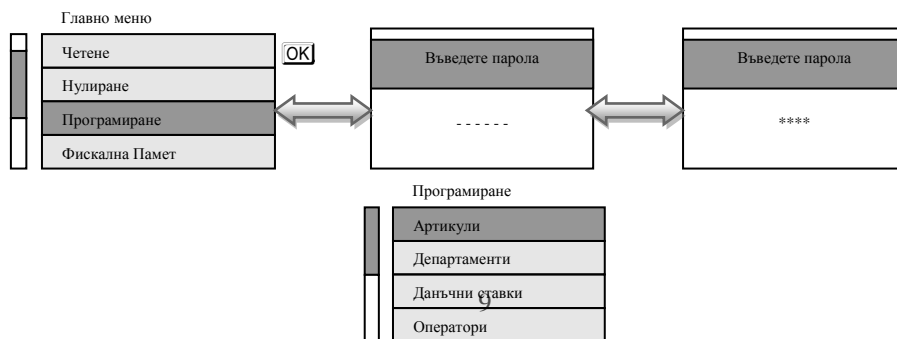 Главно меню
Четене
OK
Нулиране
Програмиране
Фискална Памет
Въведете парола
- - - - - -
Въведете парола
****
Програмиране
Артикули
Департаменти
Данъчни ставки
9
Оператори